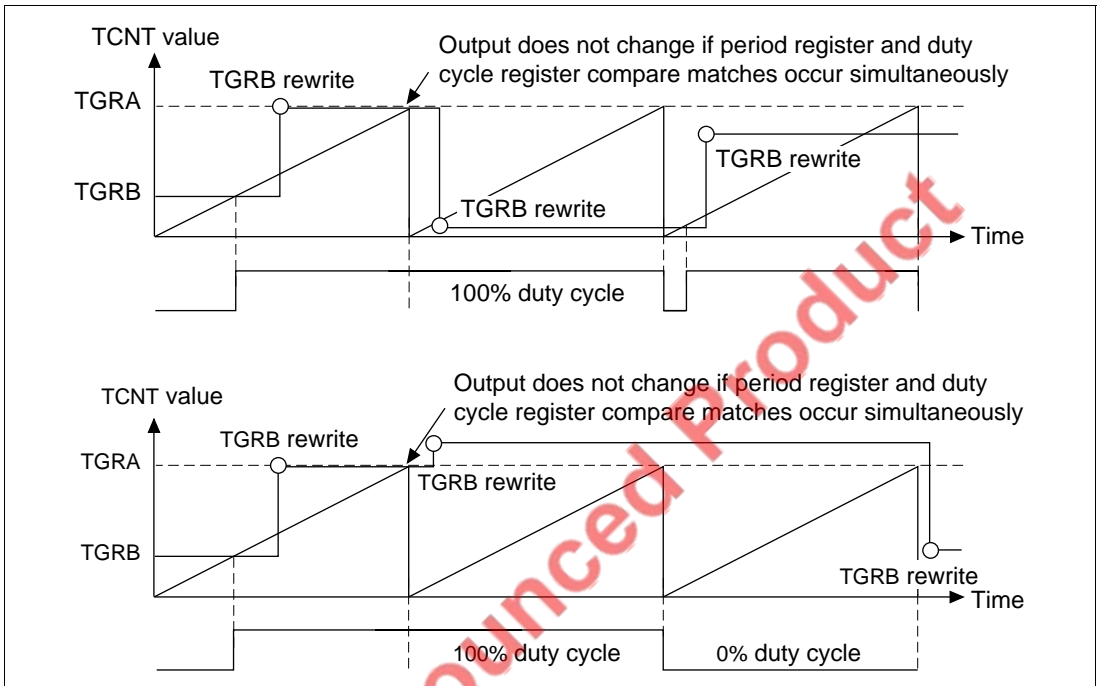 TCNT value
Output does not change if period register and duty
cycle register compare matches occur simultaneously
TGRB rewrite
TGRA
TGRB rewrite
TGRB
TGRB rewrite
Time
100% duty cycle
Output does not change if period register and duty
cycle register compare matches occur simultaneously
TCNT value
TGRB rewrite
TGRA
TGRB rewrite
TGRB
TGRB rewrite
Time
100% duty cycle
0% duty cycle
ounced Product